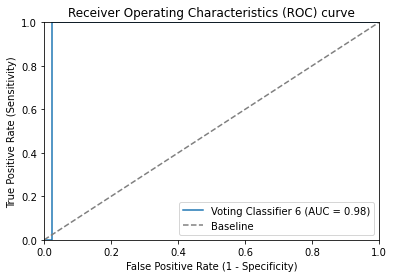 Receiver Operating Characteristics (ROC) curve
True Positive Rate (Sensitivity)
1.0
0.8
0.6
0.4
0.2
0.0
Voting Classifier 6 (AUC = 0.98)
Baseline
0.0 0.2 0.4 0.6 0.8 1.0
False Positive Rate (1 - Specificity)